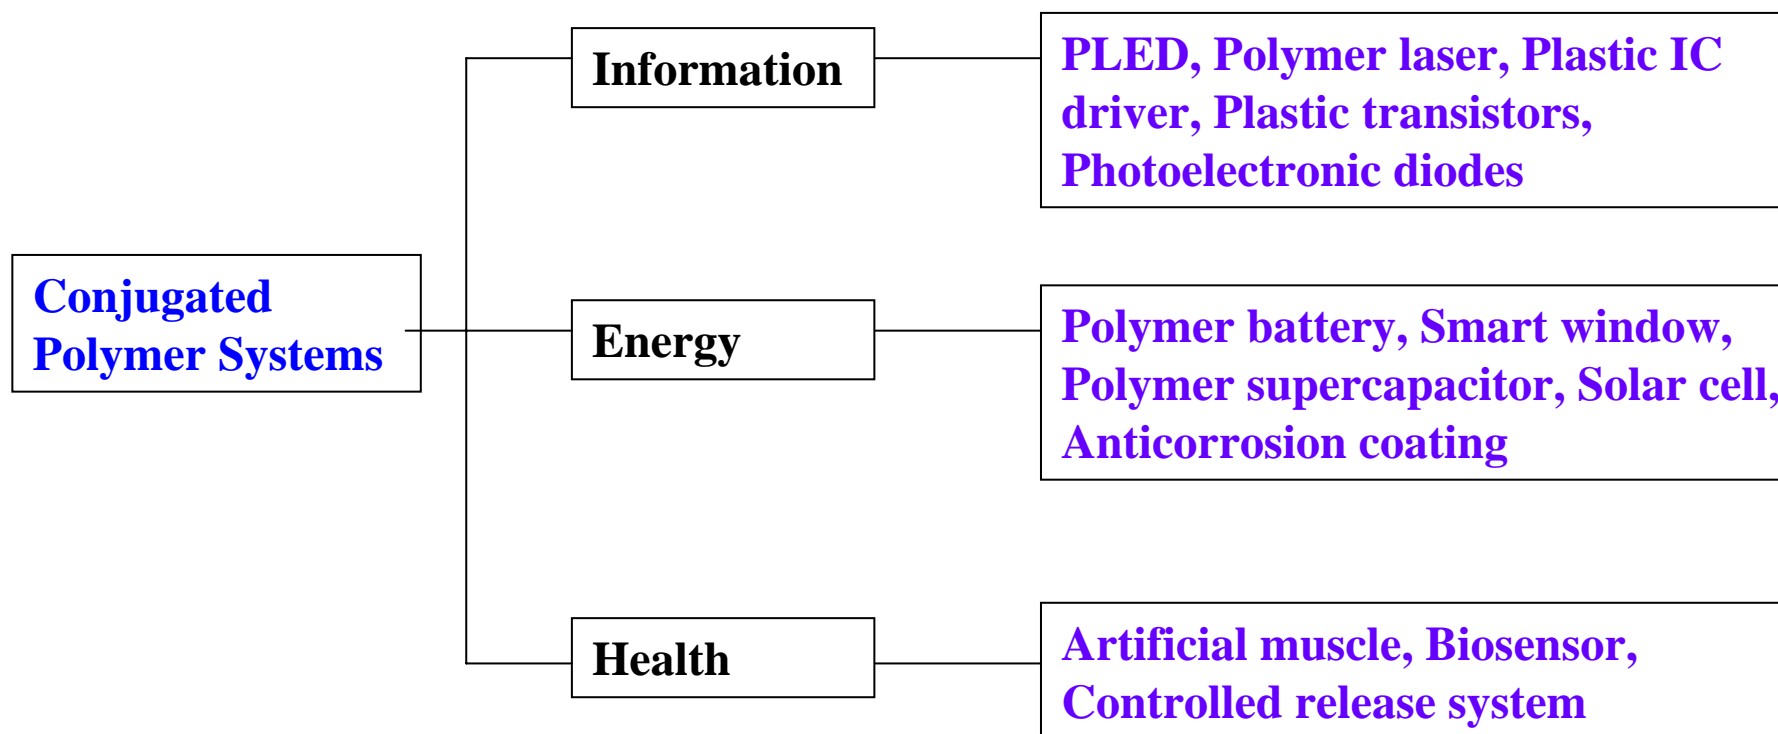 Information
PLED, Polymer laser, Plastic IC
driver, Plastic transistors,
Photoelectronic diodes
Conjugated
Polymer Systems
Energy
Polymer battery, Smart window,
Polymer supercapacitor, Solar cell,
Anticorrosion coating
Health
Artificial muscle, Biosensor,
Controlled release system